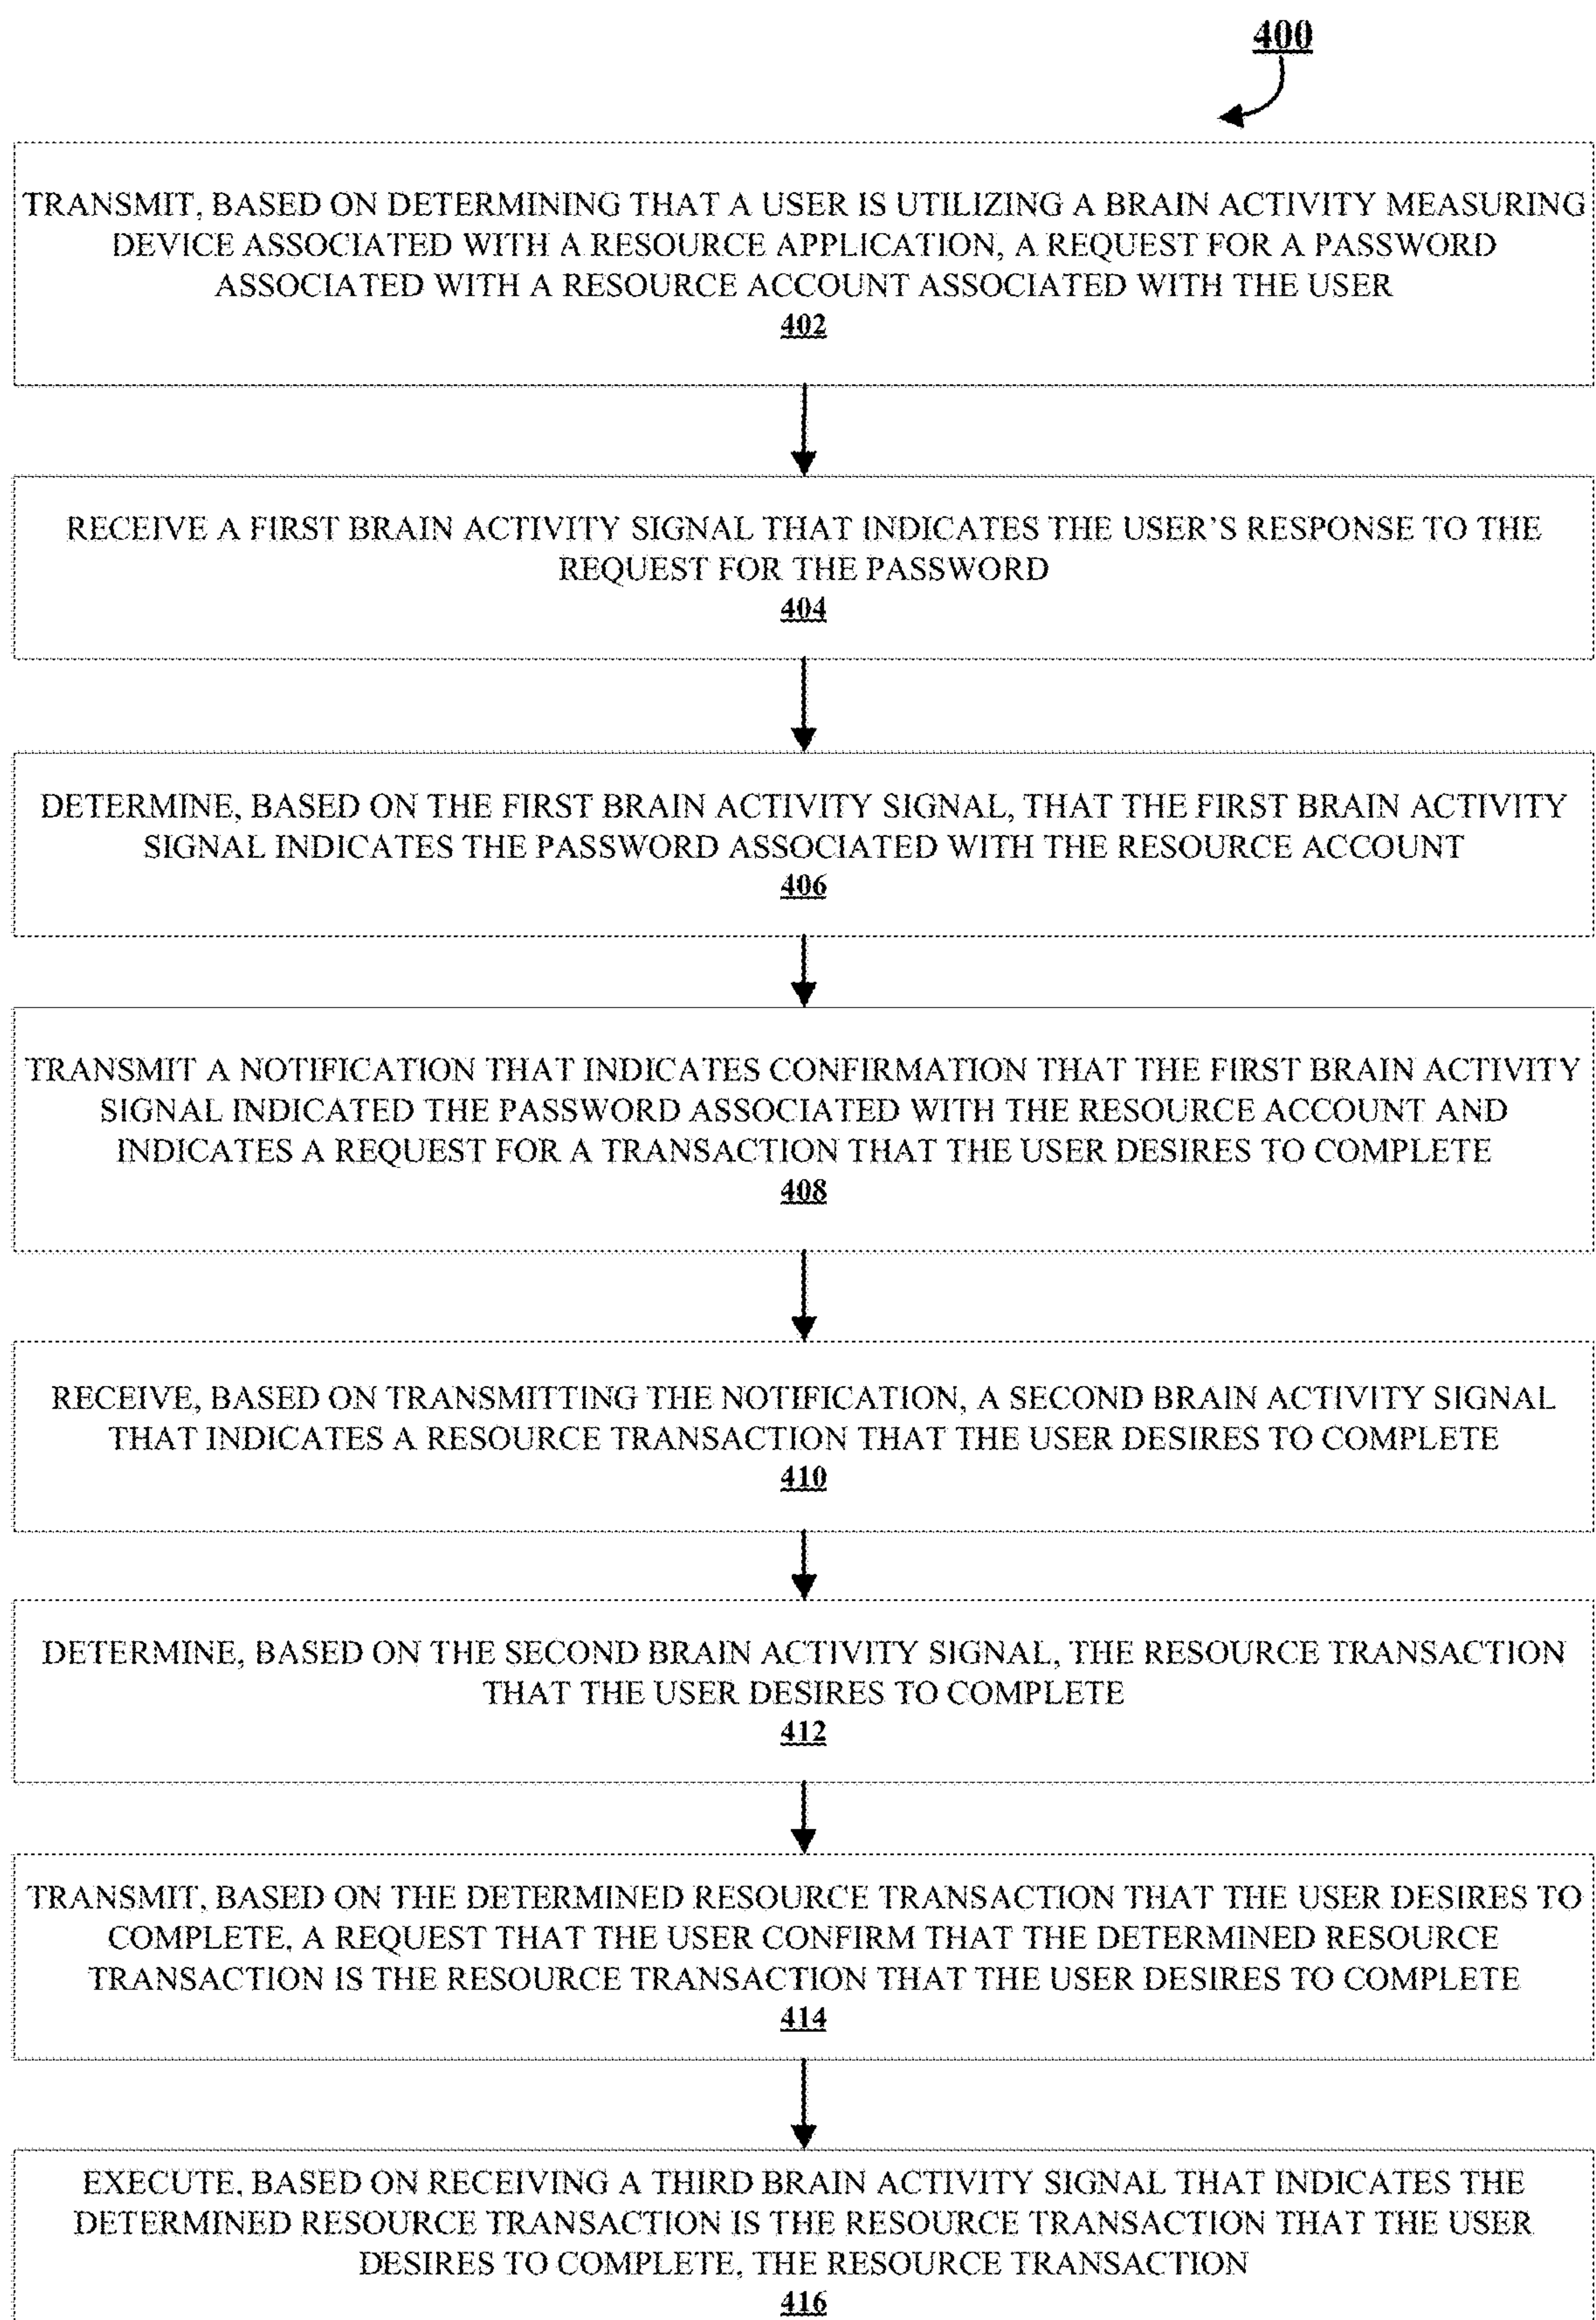 400
TRANSMIT, BASED ON DETERMINING THAT A USER IS UTILIZING A BRAIN ACTIVITY MEASURING
DEVICE ASSOCIATED WITH A RESOURCE APPLICATION, A REQUEST FOR A PASSWORD
ASSOCIATED WITH A RESOURCE ACCOUNT ASSOCIATED WITH THE USER
402
RECEIVE A FIRST BRAIN ACTIVITY SIGNAL THAT INDICATES THE USER'S RESPONSE TO THE
REQUEST FOR THE PASSWORD
404
DETERMINE, BASED ON THE FIRST BRAIN ACTIVITY SIGNAL, THAT THE FIRST BRAIN ACTIVITY
SIGNAL INDICATES THE PASSWORD ASSOCIATED WITH THE RESOURCE ACCOUNT
406
TRANSMIT A NOTIFICATION THAT INDICATES CONFIRMATION THAT THE FIRST BRAIN ACTIVITY
SIGNAL INDICATED THE PASSWORD ASSOCIATED WITH THE RESOURCE ACCOUNT AND
INDICATES A REQUEST FOR A TRANSACTION THAT THE USER DESIRES TO COMPLETE
408
RECEIVE, BASED ON TRANSMITTING THE NOTIFICATION, A SECOND BRAIN ACTIVITY SIGNAL
THAT INDICATES A RESOURCE TRANSACTION THAT THE USER DESIRES TO COMPLETE
410
DETERMINE, BASED ON THE SECOND BRAIN ACTIVITY SIGNAL, THE RESOURCE TRANSACTION
THAT THE USER DESIRES TO COMPLETE
412
TRANSMIT, BASED ON THE DETERMINED RESOURCE TRANSACTION THAT THE USER DESIRES TO
COMPLETE, A REQUEST THAT THE USER CONFIRM THAT THE DETERMINED RESOURCE
TRANSACTION IS THE RESOURCE TRANSACTION THAT THE USER DESIRES TO COMPLETE
414
EXECUTE, BASED ON RECEIVING A THIRD BRAIN ACTIVITY SIGNAL THAT INDICATES THE
DETERMINED RESOURCE TRANSACTION IS THE RESOURCE TRANSACTION THAT THE USER
DESIRES TO COMPLETE, THE RESOURCE TRANSACTION
416